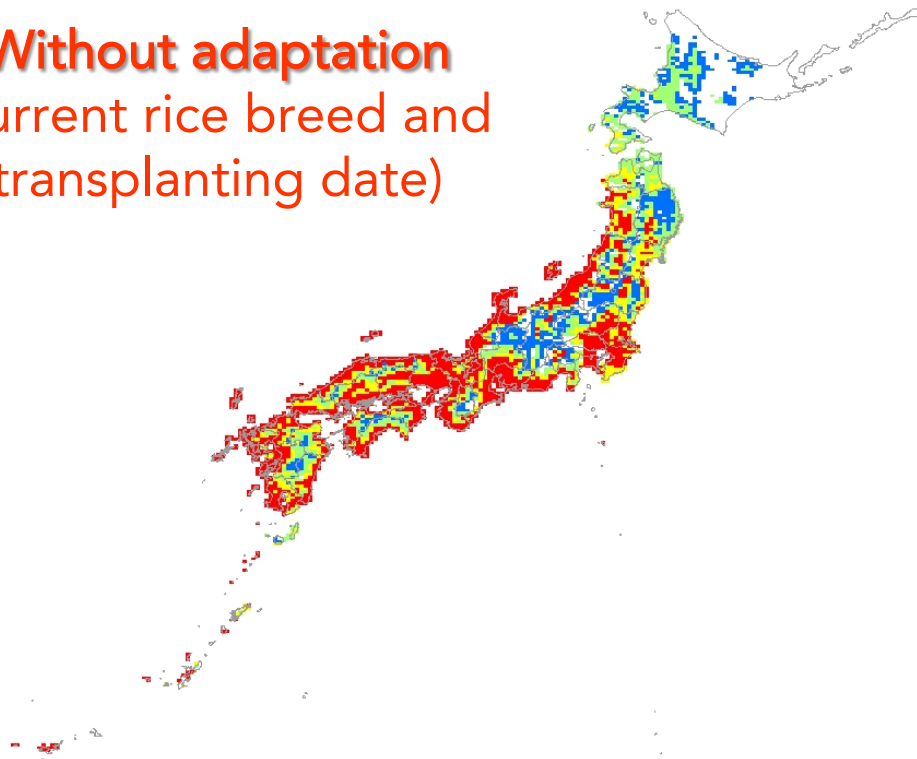 Without adaptation
urrent rice breed and
transplanting date)